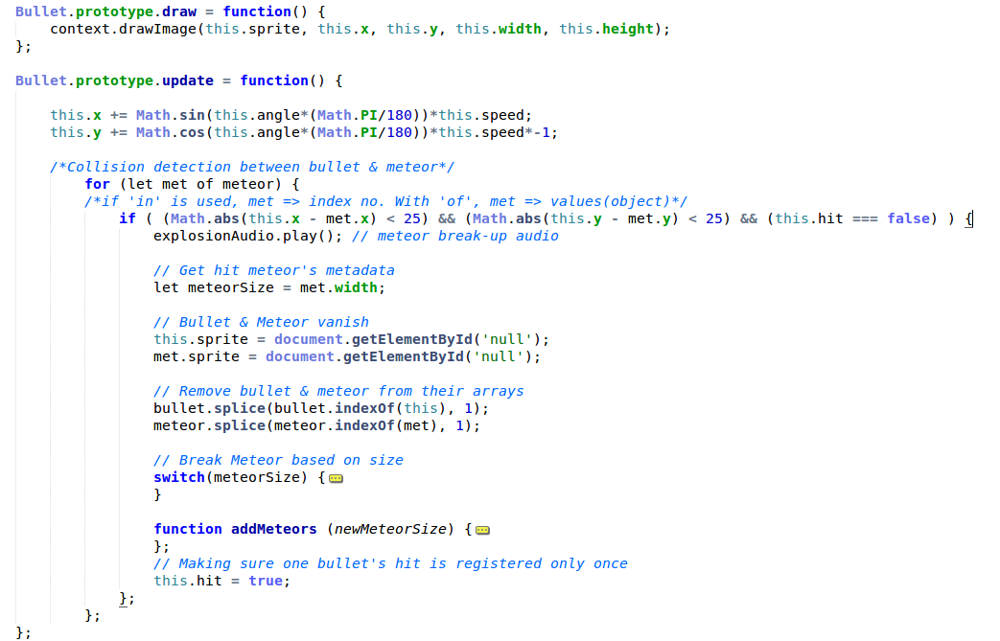 Bullet.prototype.draw = function() {
    context.drawImage(this.sprite, this.x, this.y, this.width, this.height);
};
Bullet.prototype.update = function() {
    this.x += Math.sin(this.angle*(Math.PI/180))*this.speed;
    this.y += Math.cos(this.angle*(Math.PI/180))*this.speed*-1;
    /*Collision detection between bullet & meteor*/
        for (let met of meteor) {
        /*if 'in' is used, met => index no. With 'of', met => values(object)*/
            if ( (Math.abs(this.x - met.x) < 25) && (Math.abs(this.y - met.y) < 25) && (this.hit === false) ) {
                explosionAudio.play(); // meteor break-up audio
                // Get hit meteor's metadata
                let meteorSize = met.width;
                // Bullet & Meteor vanish
                this.sprite = document.getElementById('null');
                met.sprite = document.getElementById('null');
                // Remove bullet & meteor from their arrays
                bullet.splice(bullet.indexOf(this), 1);
                meteor.splice(meteor.indexOf(met), 1);
                // Break Meteor based on size
                switch(meteorSize) {
                }
                function addMeteors (newMeteorSize) {
                };
                // Making sure one bullet's hit is registered only once
                this.hit = true;
            };
        };
};